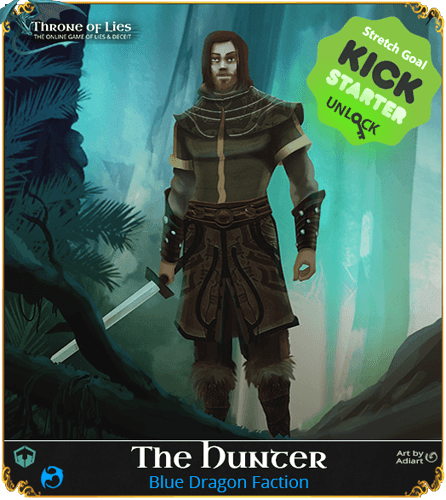 Throne of Lies
THE ONLINE GAME OF LIES & DECEIT
Stretch Goal
KICK
STARTER
UNLOCK
The Hunter
Art by
Adiart
Blue Dragon Faction